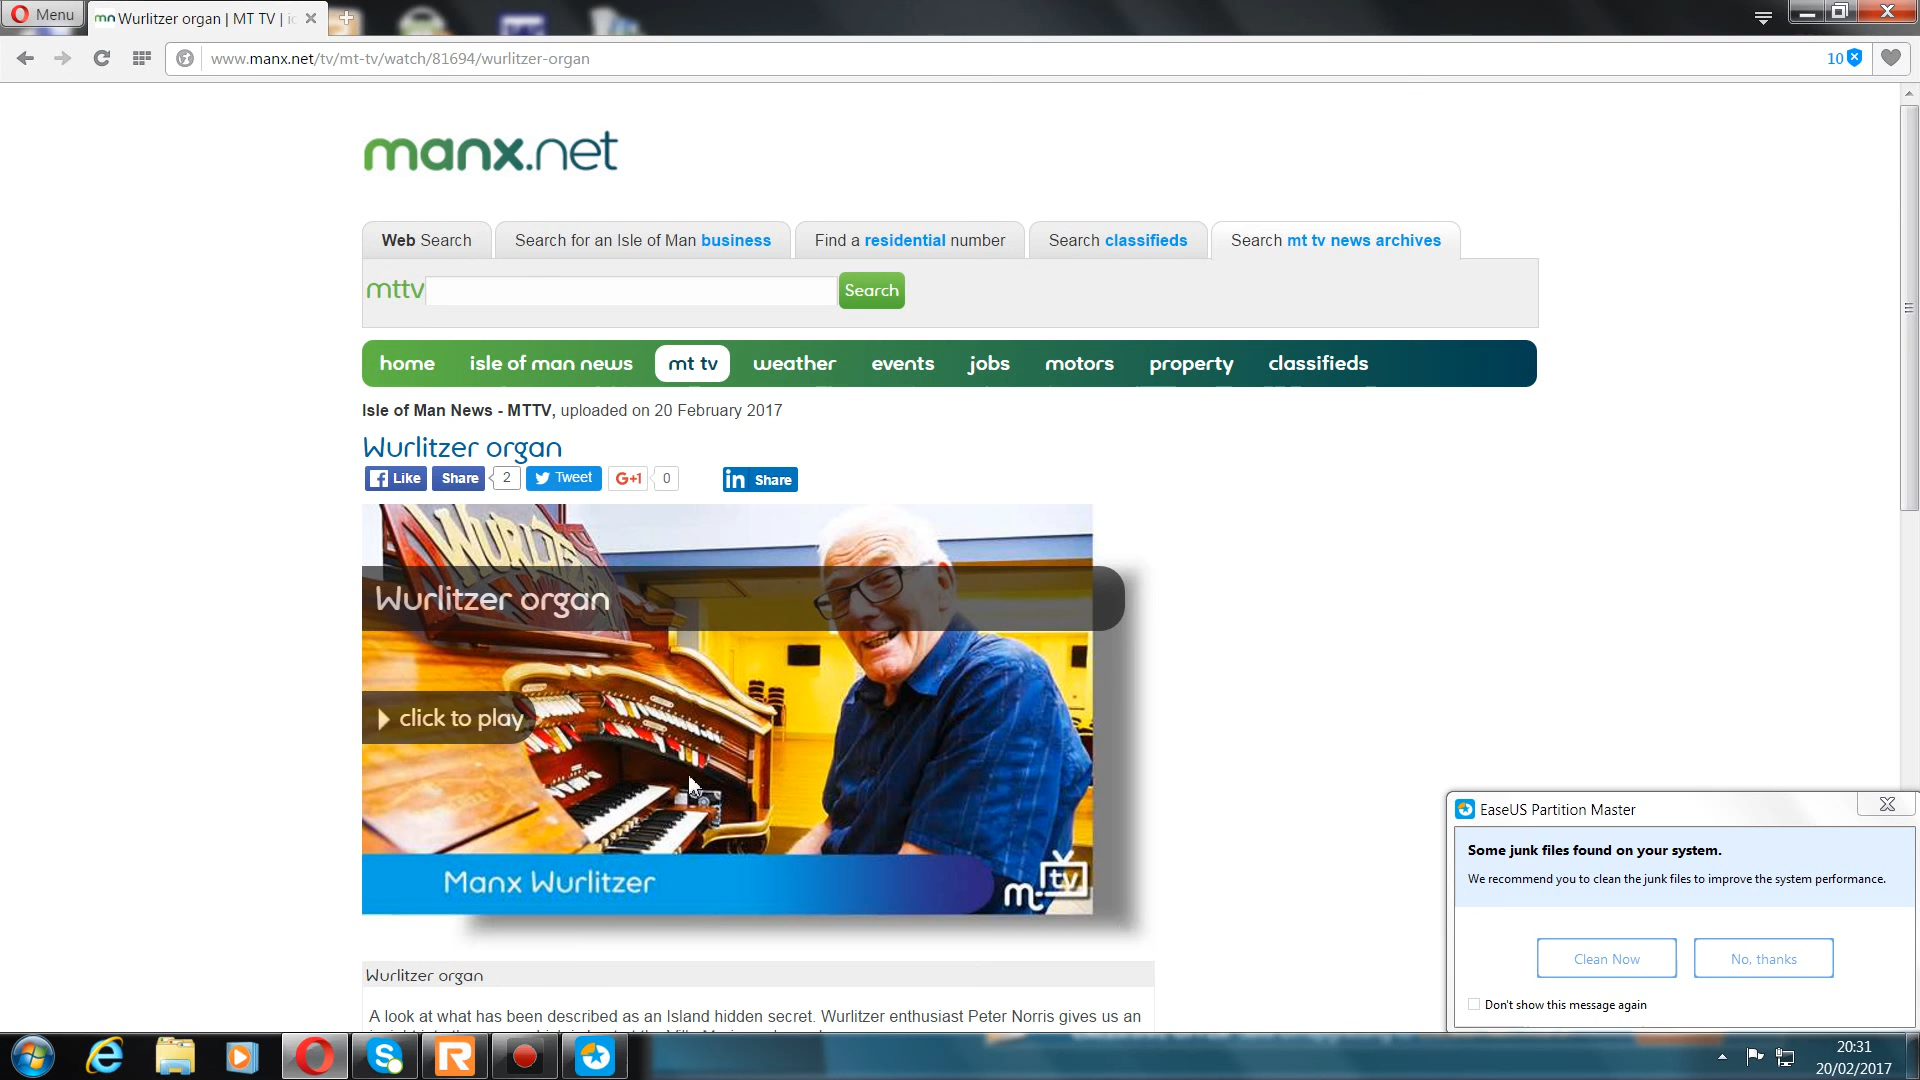 Menu
mn Wurlitzer organ | MT TV |
www.manx.net/tv/mt-tv/watch/81694/wurlitzer-organ
10
manx.net
Web Search
Search for an Isle of Man business
Find a residential number
Search classifieds
Search mt tv news archives
mttv
Search
home
isle of man news
mt tv
weather
events
jobs
motors
property
classifieds
Isle of Man News - MTTV, uploaded on 20 February 2017
Wurlitzer organ
Like
Share
2
Tweet
G+1
0
in Share
Wurlitzer organ
click to play
Manx Wurlitzer
mtv
Wurlitzer organ
A look at what has been described as an Island hidden secret. Wurlitzer enthusiast Peter Norris gives us an
EaseUS Partition Master
Some junk files found on your system.
We recommend you to clean the junk files to improve the system performance.
Clean Now
No, thanks
Don't show this message again
20:31
20/02/2017